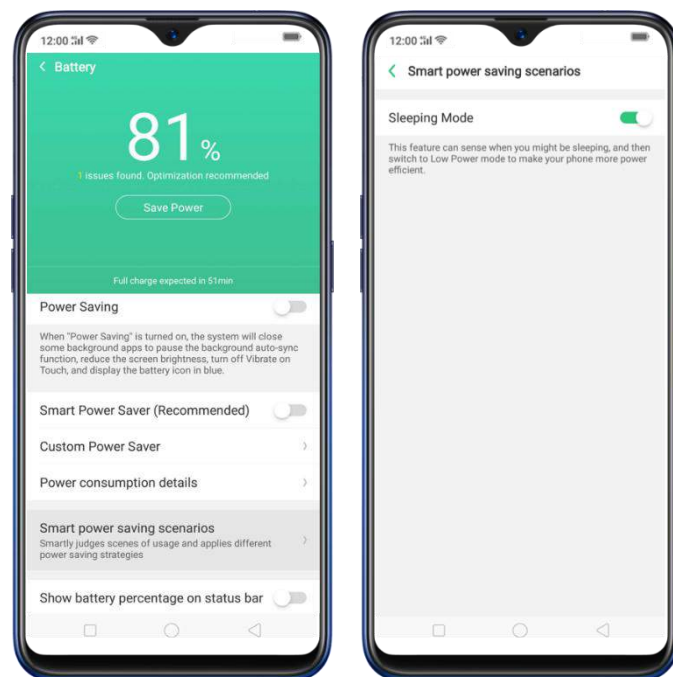 12:00
Battery
81%
1 issues found. Optimization recommended
Save Power
Full charge expected in 51min
Power Saving
When "Power Saving" is turned on, the system will close
some background apps to pause the background auto-sync
function, reduce the screen brightness, turn off Vibrate on
Touch, and display the battery icon in blue.
Smart Power Saver (Recommended)
Custom Power Saver
Power consumption details
Smart power saving scenarios
Smartly judges scenes of usage and applies different
power saving strategies
Show battery percentage on status bar
12:00
Smart power saving scenarios
Sleeping Mode
This feature can sense when you might be sleeping, and then
switch to Low Power mode to make your phone more power
efficient.